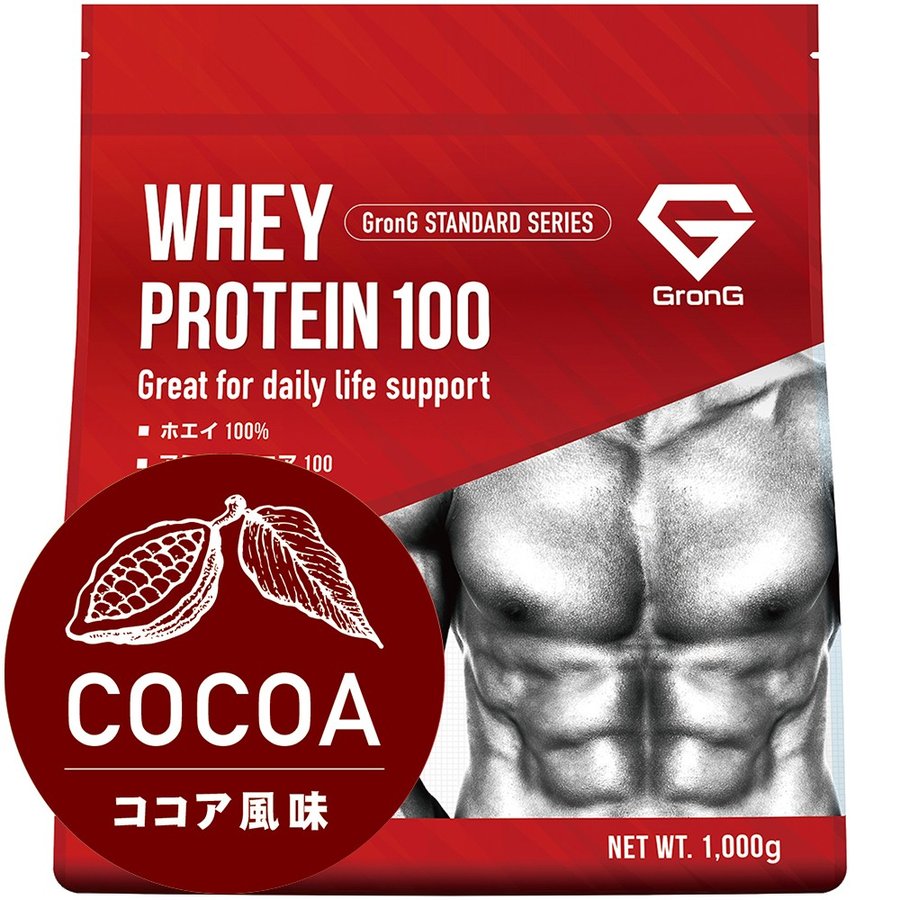 WHEY
GronG STANDARD SERIES
GronG
PROTEIN 100
Great for daily life support
■ ホエイ 100%
100
COCOA
ココア風味
NET WT. 1,000g